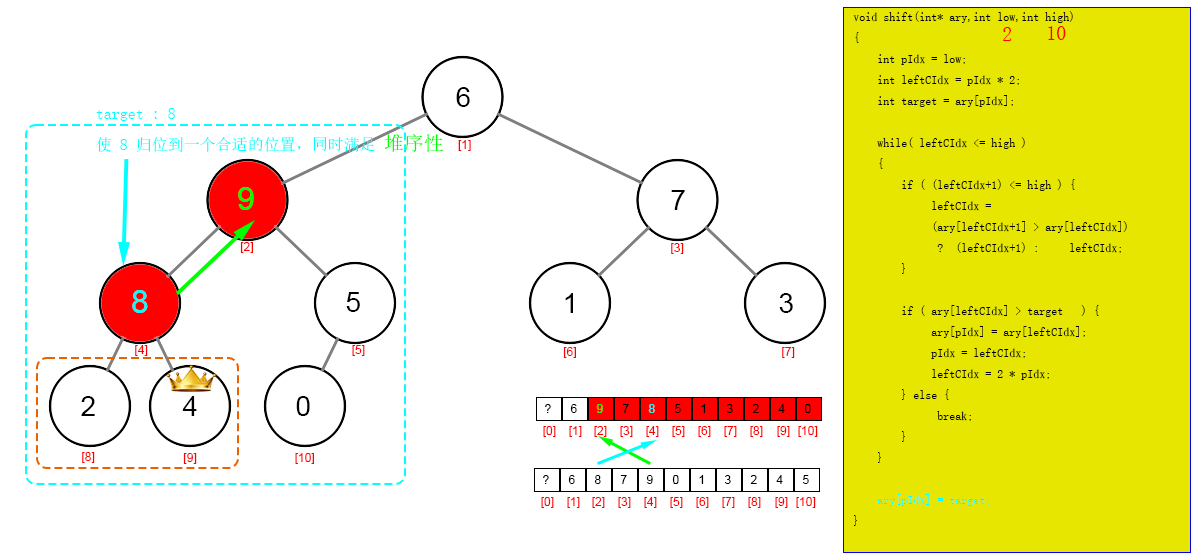 target : 8
使 8 归位到一个合适的位置，同时满足 堆序性
6
[1]
9
[2]
7
[3]
8
[4]
5
[5]
1
[6]
3
[7]
2
[8]
4
[9]
0
[10]
? 6 9 7 8 5 1 3 2 4 0
[0] [1] [2] [3] [4] [5] [6] [7] [8] [9] [10]
? 6 8 7 9 0 1 3 2 4 5
[0] [1] [2] [3] [4] [5] [6] [7] [8] [9] [10]
void shift(int* ary,int low,int high)
{ 2 10
int pIdx = low;
int leftCIdx = pIdx * 2;
int target = ary[pIdx];
while( leftCIdx <= high )
{
if ( (leftCIdx+1) <= high ) {
leftCIdx =
(ary[leftCIdx+1] > ary[leftCIdx])
? (leftCIdx+1) : leftCIdx;
}
if ( ary[leftCIdx] > target ) {
ary[pIdx] = ary[leftCIdx];
pIdx = leftCIdx;
leftCIdx = 2 * pIdx;
} else {
break;
}
}
ary[pIdx] = target;
}